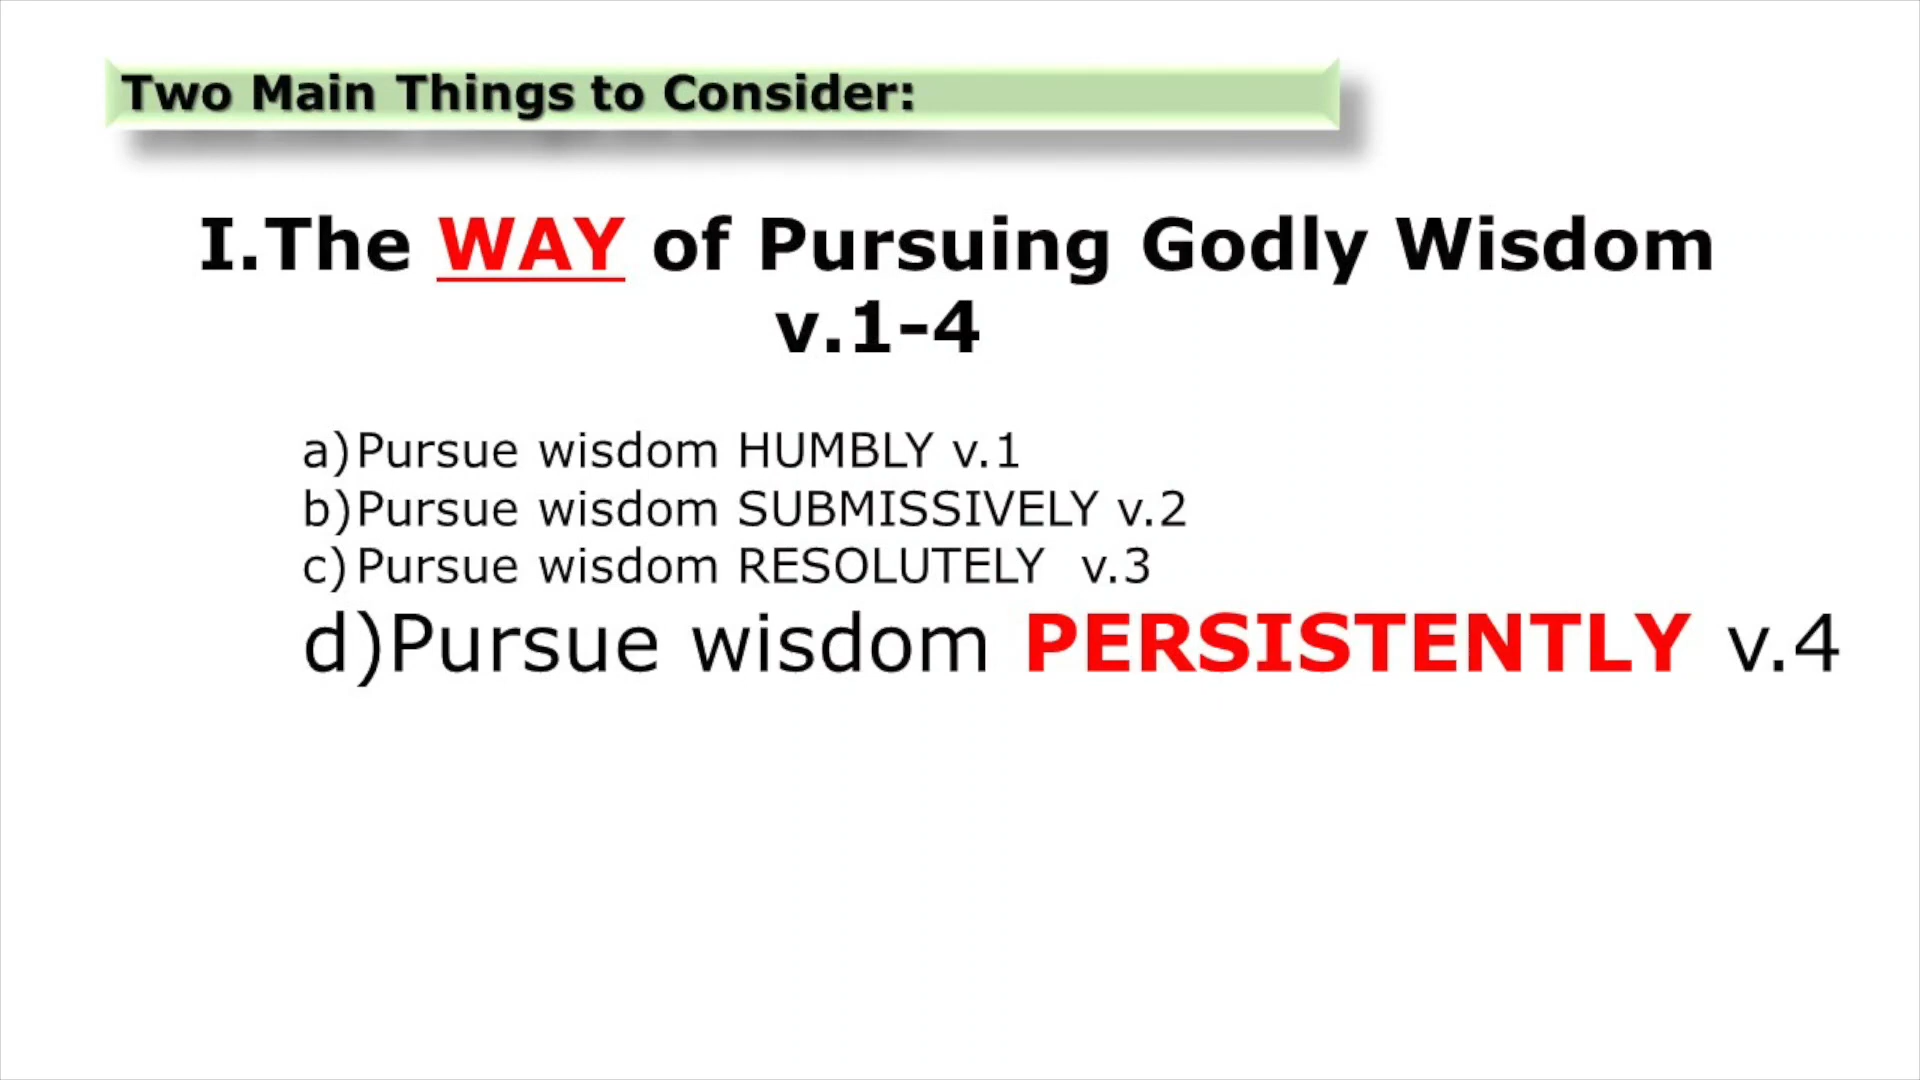 Two Main Things to Consider:
I.The WAY of Pursuing Godly Wisdom
v.1-4
a)Pursue wisdom HUMBLY v.1
b)Pursue wisdom SUBMISSIVELY v.2
c)Pursue wisdom RESOLUTELY  v.3
d)Pursue wisdom PERSISTENTLY v.4